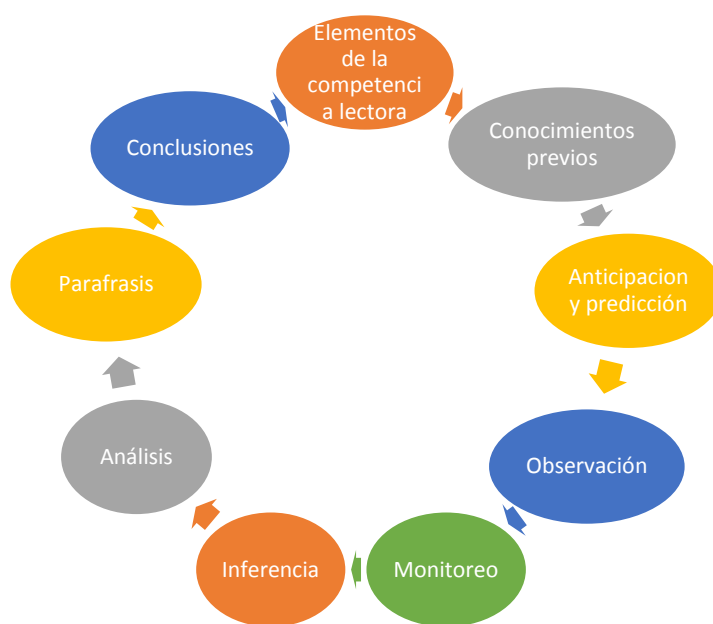 Elementos
de la
competenci
a lectora
Conocimientos
previos
Anticipacion
y predicción
Observación
Monitoreo
Inferencia
Análisis
Parafrasis
Conclusiones